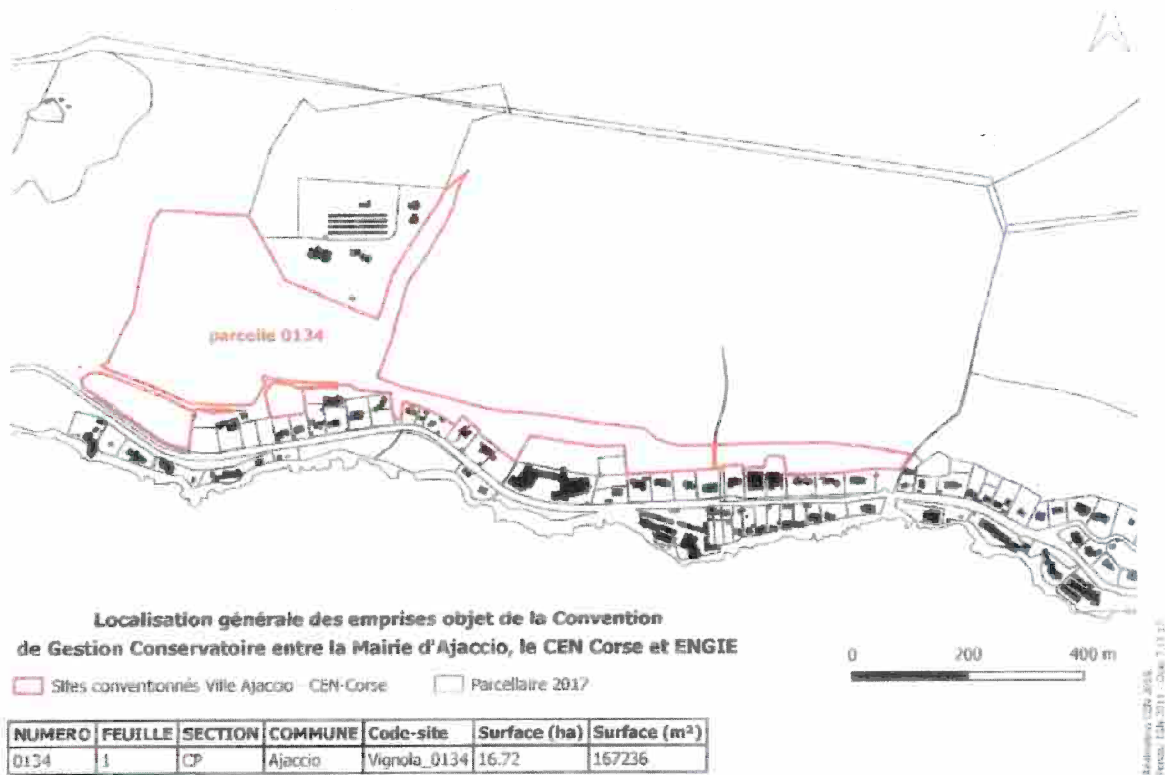 parcelle 0134
Localisation générale des emprises objet de la Convention
de Gestion Conservatoire entre la Mairie d'Ajaccio, le CEN Corse et ENGIE
Sites conventionnés Ville Ajaccio - CEN-Corse
Parcellaire 2017
0 200 400 m
NUMERO FEUILLE SECTION COMMUNE Code-site Surface (ha) Surface (m²)
0134 1 CP Ajaccio Vignola_0134 16.72 167236